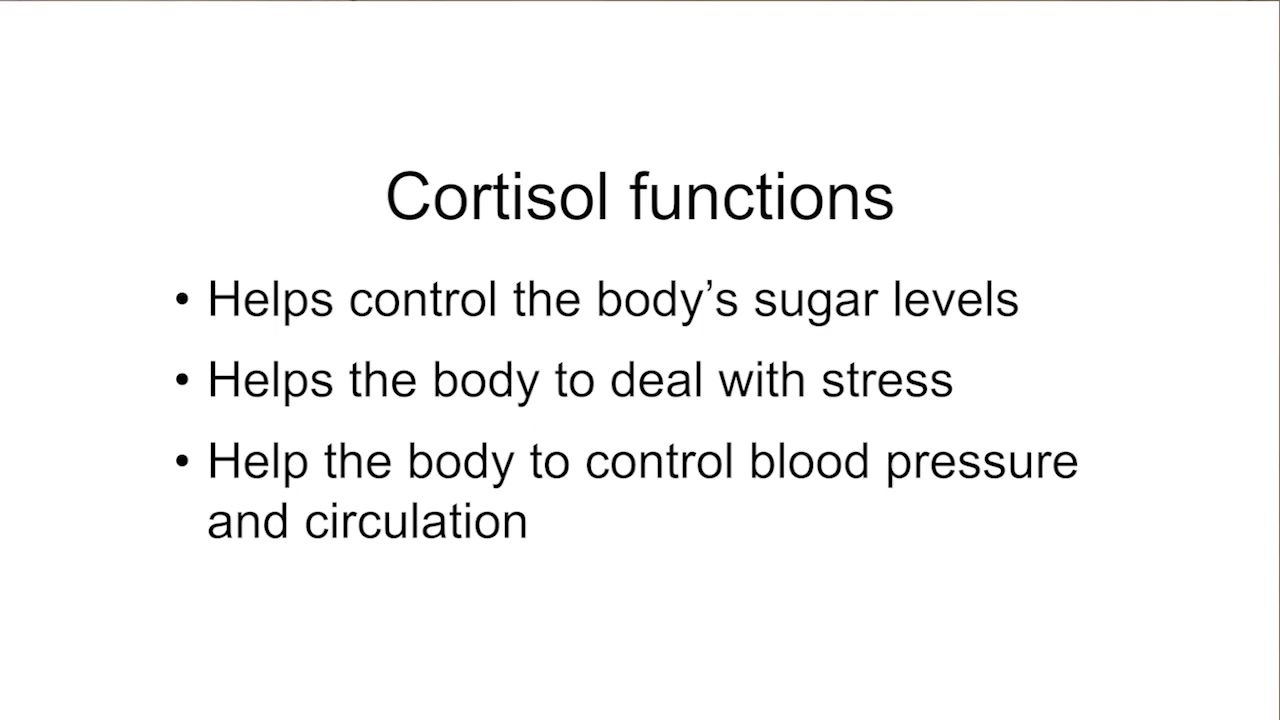 Cortisol functions
• Helps control the body’s sugar levels
• Helps the body to deal with stress
• Help the body to control blood pressure
and circulation